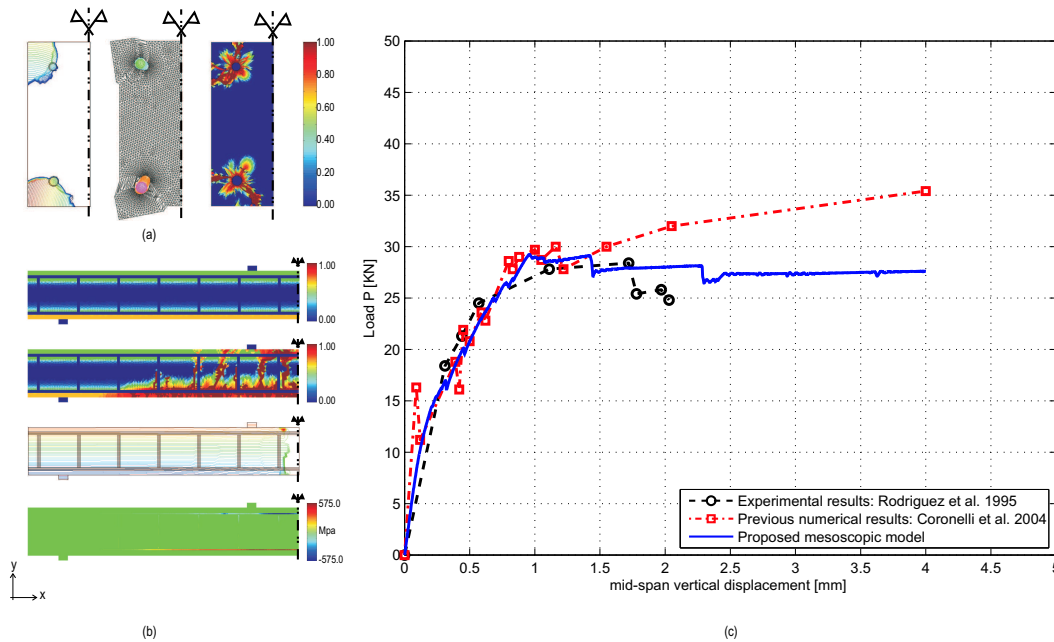 1.00
0.80
0.60
0.40
0.20
0.00
(a)
1.00
0.00
1.00
0.00
575.0
Mpa
-575.0
y
x
(b)
50
45
40
35
30
25
20
15
10
5
0
Load P [KN]
0 0.5 1 1.5 2 2.5 3 3.5 4 4.5 5
mid-span vertical displacement [mm]
Experimental results: Rodriguez et al. 1995
Previous numerical results: Coronelli et al. 2004
Proposed mesoscopic model
(c)